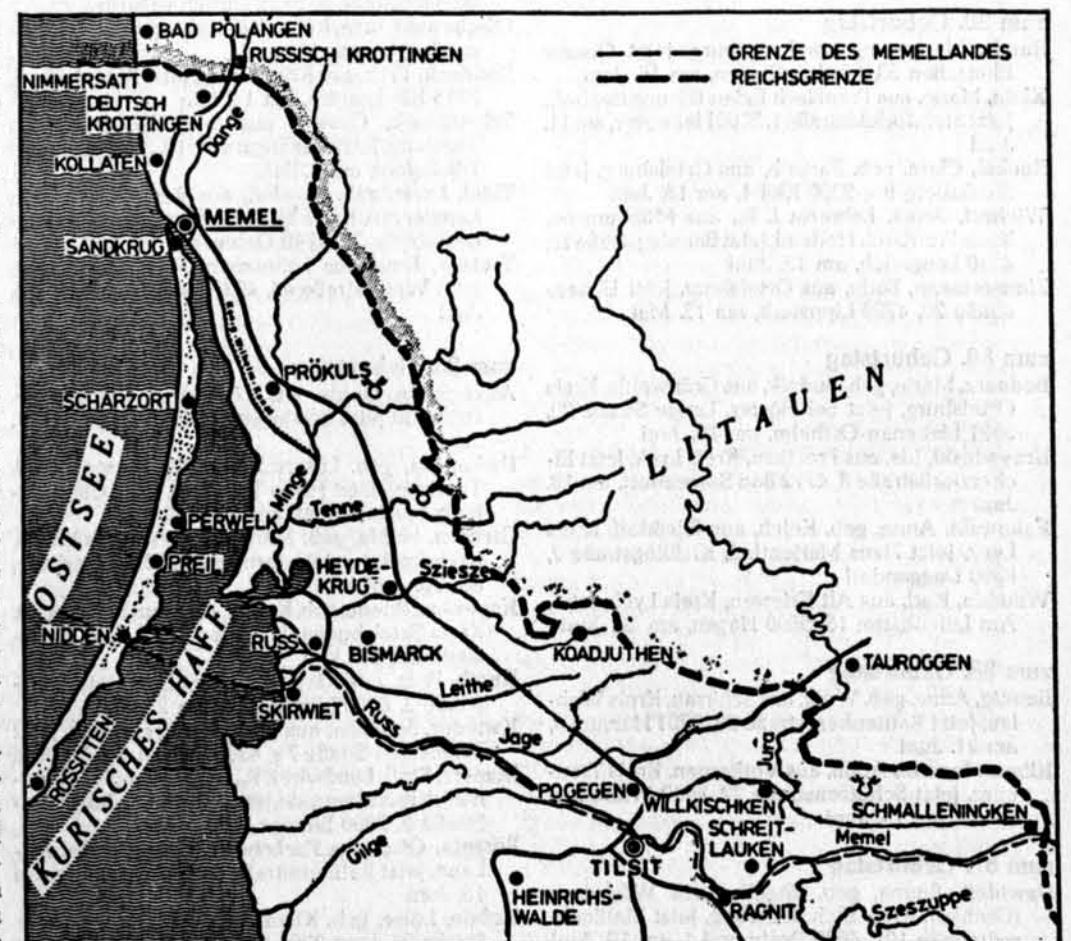 BAD POLANGEN
RUSSISCH KROTTINGEN
GRENZE DES MEMELLANDES
REICHSGRENZE
NIMMERSATT
DEUTSCH
KROTTINGEN
Dange
KOLLATEN
MEMEL
SANDKRUG
PRÖKULS
SCHARZORT
LITAUEN
OSTSEE
Minge
Tenne
PERWELK
PREIL
HEYDE-
KRUG
Sziesze
NIDDEN
RUSS
BISMARCK
KOADJUTHEN
TAUROGGEN
Leithe
SKIRWIET
Russ
Jage
KURISCHES HAFF
ROSSITTEN
Jura
POGEGEN
WILLKISCHKEN
SCHMALLENINGKEN
SCHREIT-
LAUKEN
Memel
Gilge
TILSIT
HEINRICHS-
WALDE
RAGNIT
Szeszuppe